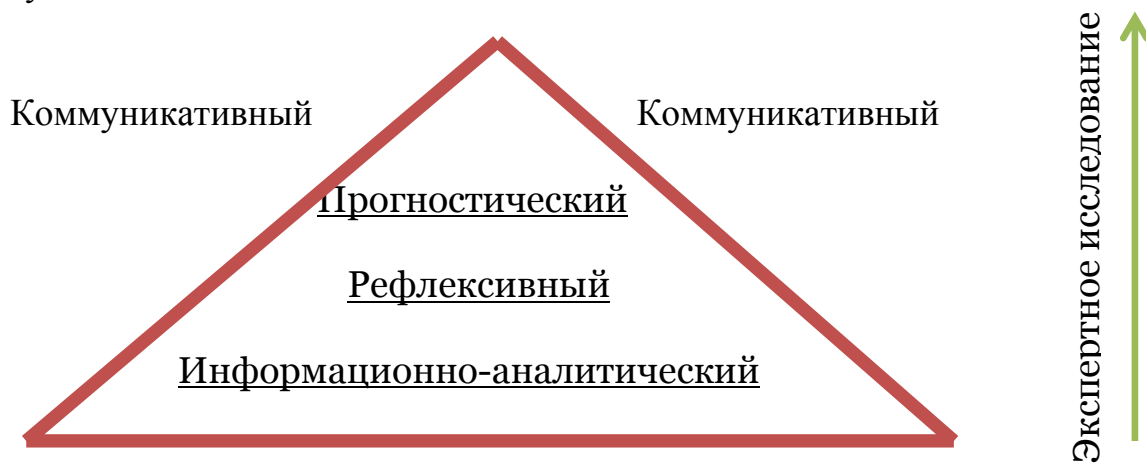 Коммуникативный
Коммуникативный
Прогностический
Рефлексивный
Информационно-аналитический
Экспертное исследование